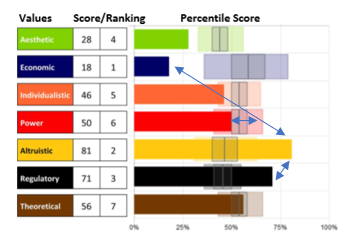 Values Score/Ranking Percentile Score
Aesthetic 28 4
Economic 18 1
Individualistic 46 5
Power 50 6
Altruistic 81 2
Regulatory 71 3
Theoretical 56 7
0% 25% 50% 75% 100%